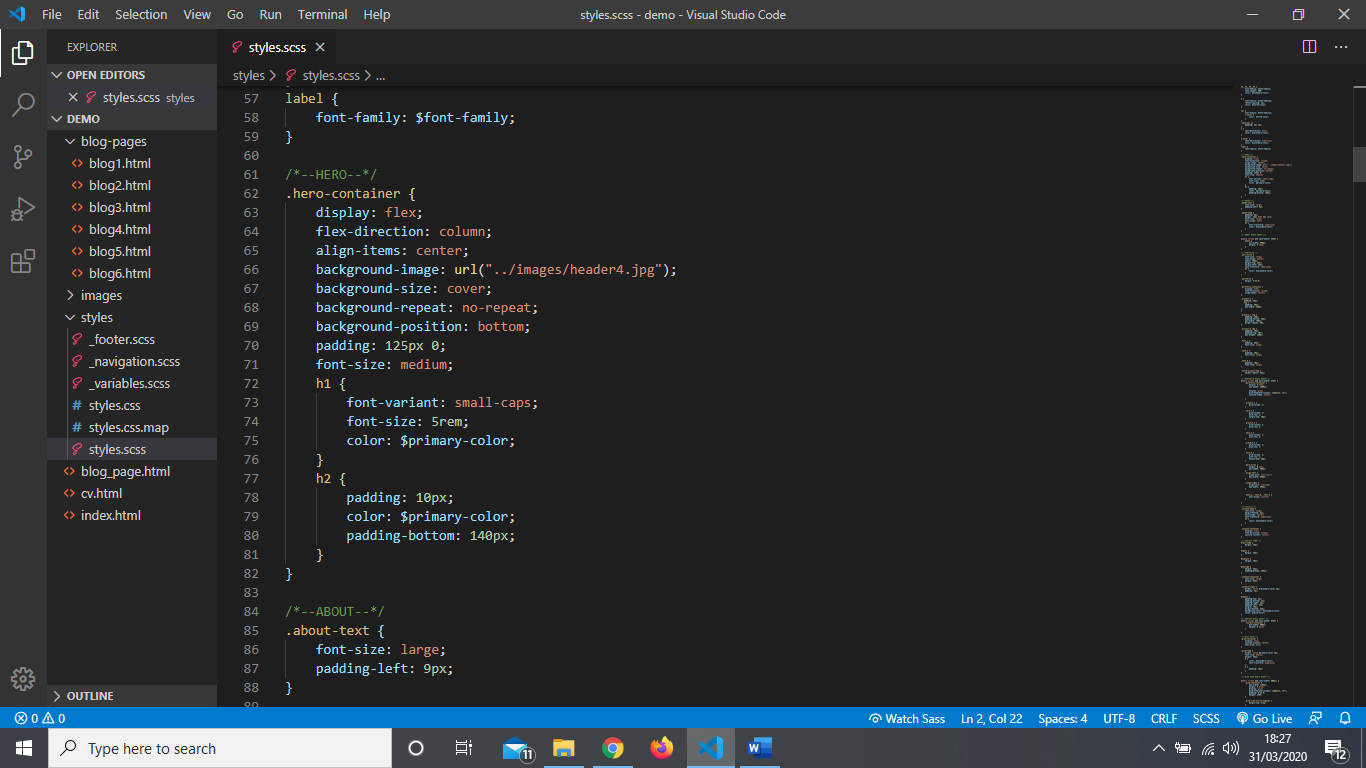 File Edit Selection View Go Run Terminal Help
styles.scss - demo - Visual Studio Code
EXPLORER
OPEN EDITORS
styles.scss styles
DEMO
blog-pages
blog1.html
blog2.html
blog3.html
blog4.html
blog5.html
blog6.html
images
styles
_footer.scss
_navigation.scss
_variables.scss
styles.css
styles.css.map
styles.scss
blog_page.html
cv.html
index.html
OUTLINE
styles.scss
styles > styles.scss > ...
57 label {
58     font-family: $font-family;
59 }
60
61 /*--HERO--*/
62 .hero-container {
63     display: flex;
64     flex-direction: column;
65     align-items: center;
66     background-image: url("../images/header4.jpg");
67     background-size: cover;
68     background-repeat: no-repeat;
69     background-position: bottom;
70     padding: 125px 0;
71     font-size: medium;
72     h1 {
73         font-variant: small-caps;
74         font-size: 5rem;
75         color: $primary-color;
76     }
77     h2 {
78         padding: 10px;
79         color: $primary-color;
80         padding-bottom: 140px;
81     }
82 }
83
84 /*--ABOUT--*/
85 .about-text {
86     font-size: large;
87     padding-left: 9px;
88 }
89
0 0 Watch Sass Ln 2, Col 22 Spaces: 4 UTF-8 CRLF SCSS Go Live
Type here to search
11
18:27
31/03/2020
12